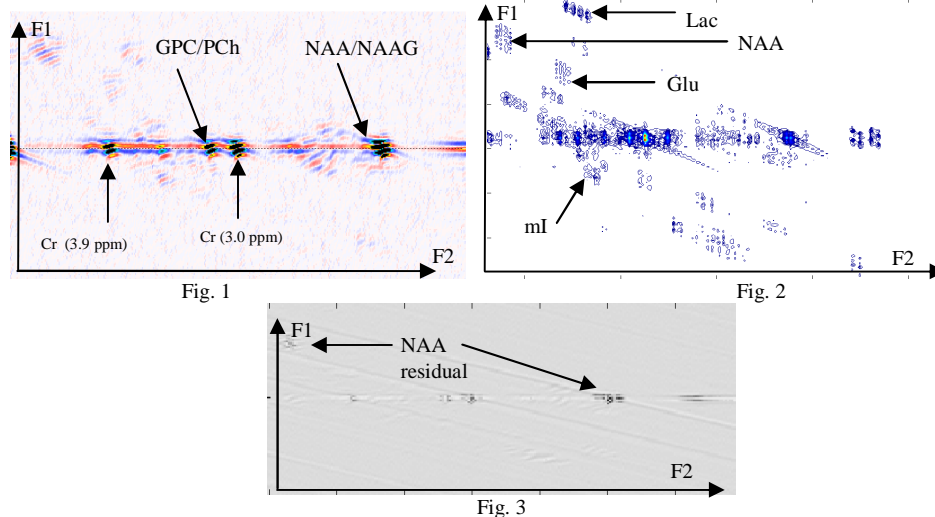 F1
GPC/PCh
NAA/NAAG
Cr (3.9 ppm)
Cr (3.0 ppm)
F2
Fig. 1
F1
Lac
NAA
Glu
mI
F2
Fig. 2
F1
NAA
residual
F2
Fig. 3